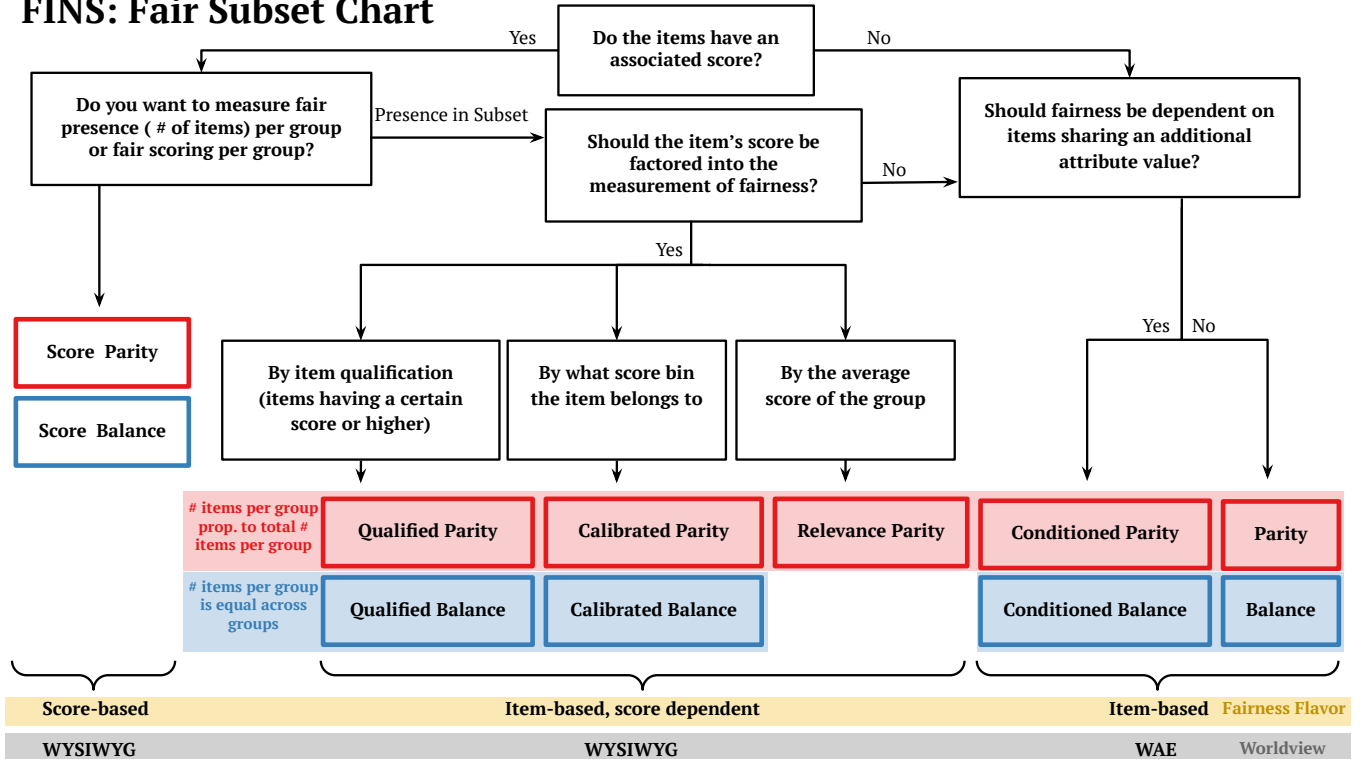 FINS: Fair Subset Chart
Do the items have an
associated score?
Yes
No
Do you want to measure fair
presence ( # of items) per group
or fair scoring per group?
Presence in Subset
Should the item's score be
factored into the
measurement of fairness?
No
Should fairness be dependent on
items sharing an additional
attribute value?
Yes
Yes
No
Score Parity
Score Balance
By item qualification
(items having a certain
score or higher)
By what score bin
the item belongs to
By the average
score of the group
# items per group
prop. to total #
items per group
Qualified Parity
Calibrated Parity
Relevance Parity
Conditioned Parity
Parity
# items per group
is equal across
groups
Qualified Balance
Calibrated Balance
Conditioned Balance
Balance
Score-based
Item-based, score dependent
Item-based
Fairness Flavor
WYSIWYG
WYSIWYG
WAE
Worldview